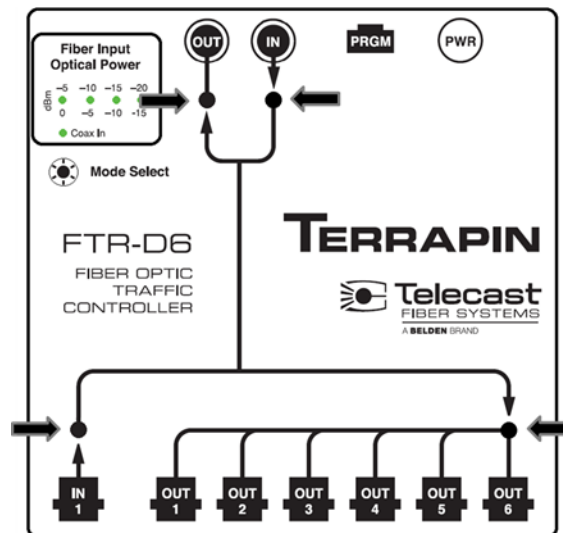 OUT
IN
PRGM
PWR
Fiber Input
Optical Power
dBm
–5 –10 –15 –20
0 –5 –10 -15
Coax In
Mode Select
FTR-D6
FIBER OPTIC
TRAFFIC
CONTROLLER
TERRAPIN
Telecast
FIBER SYSTEMS
A BELDEN BRAND
IN
1
OUT
1
OUT
2
OUT
3
OUT
4
OUT
5
OUT
6